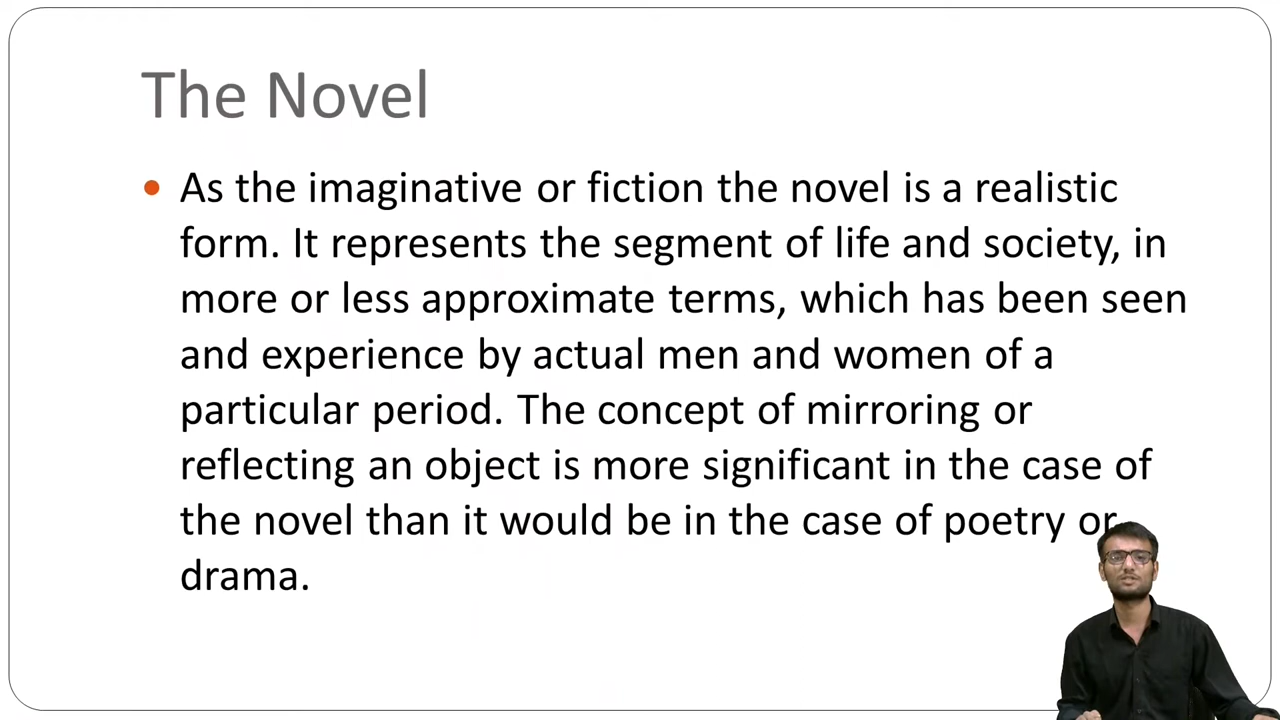 The Novel
• As the imaginative or fiction the novel is a realistic
form. It represents the segment of life and society, in
more or less approximate terms, which has been seen
and experience by actual men and women of a
particular period. The concept of mirroring or
reflecting an object is more significant in the case of
the novel than it would be in the case of poetry or
drama.